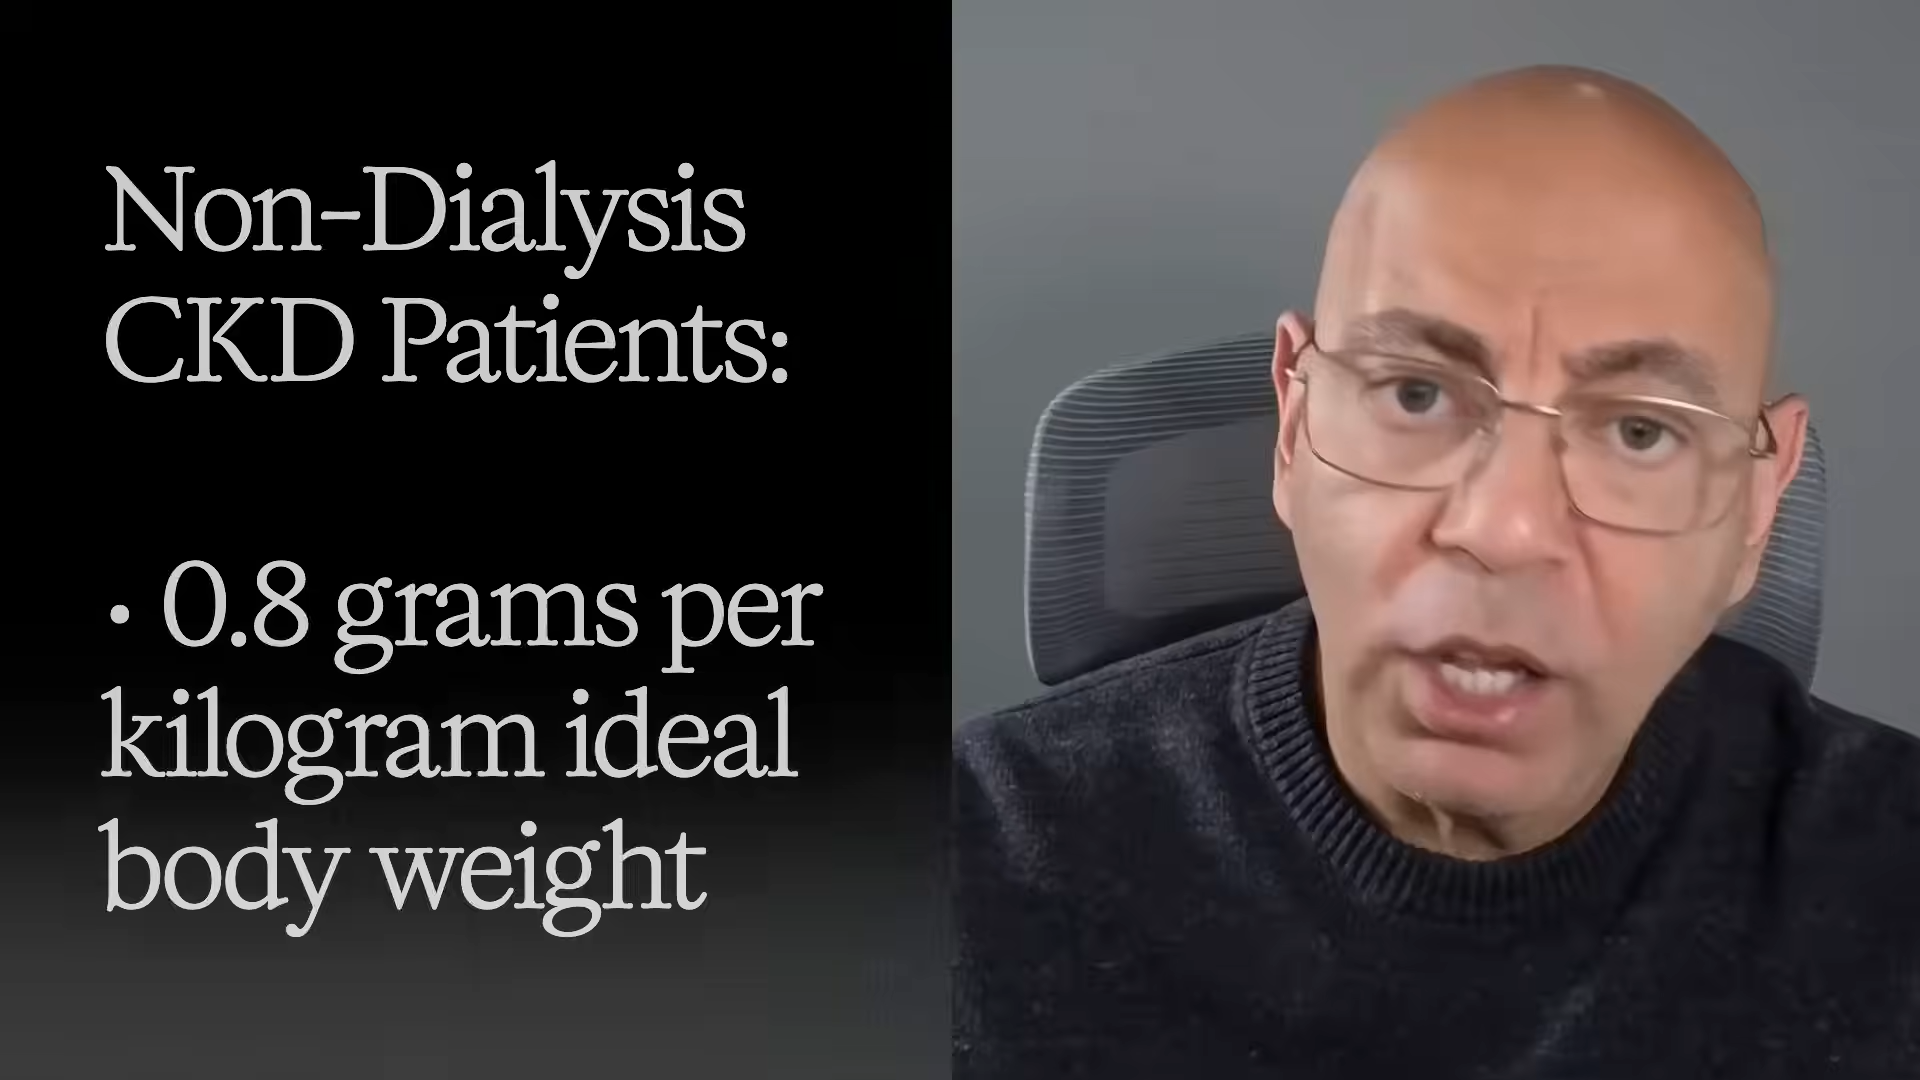 Non-Dialysis
CKD Patients:
• 0.8 grams per
kilogram ideal
body weight